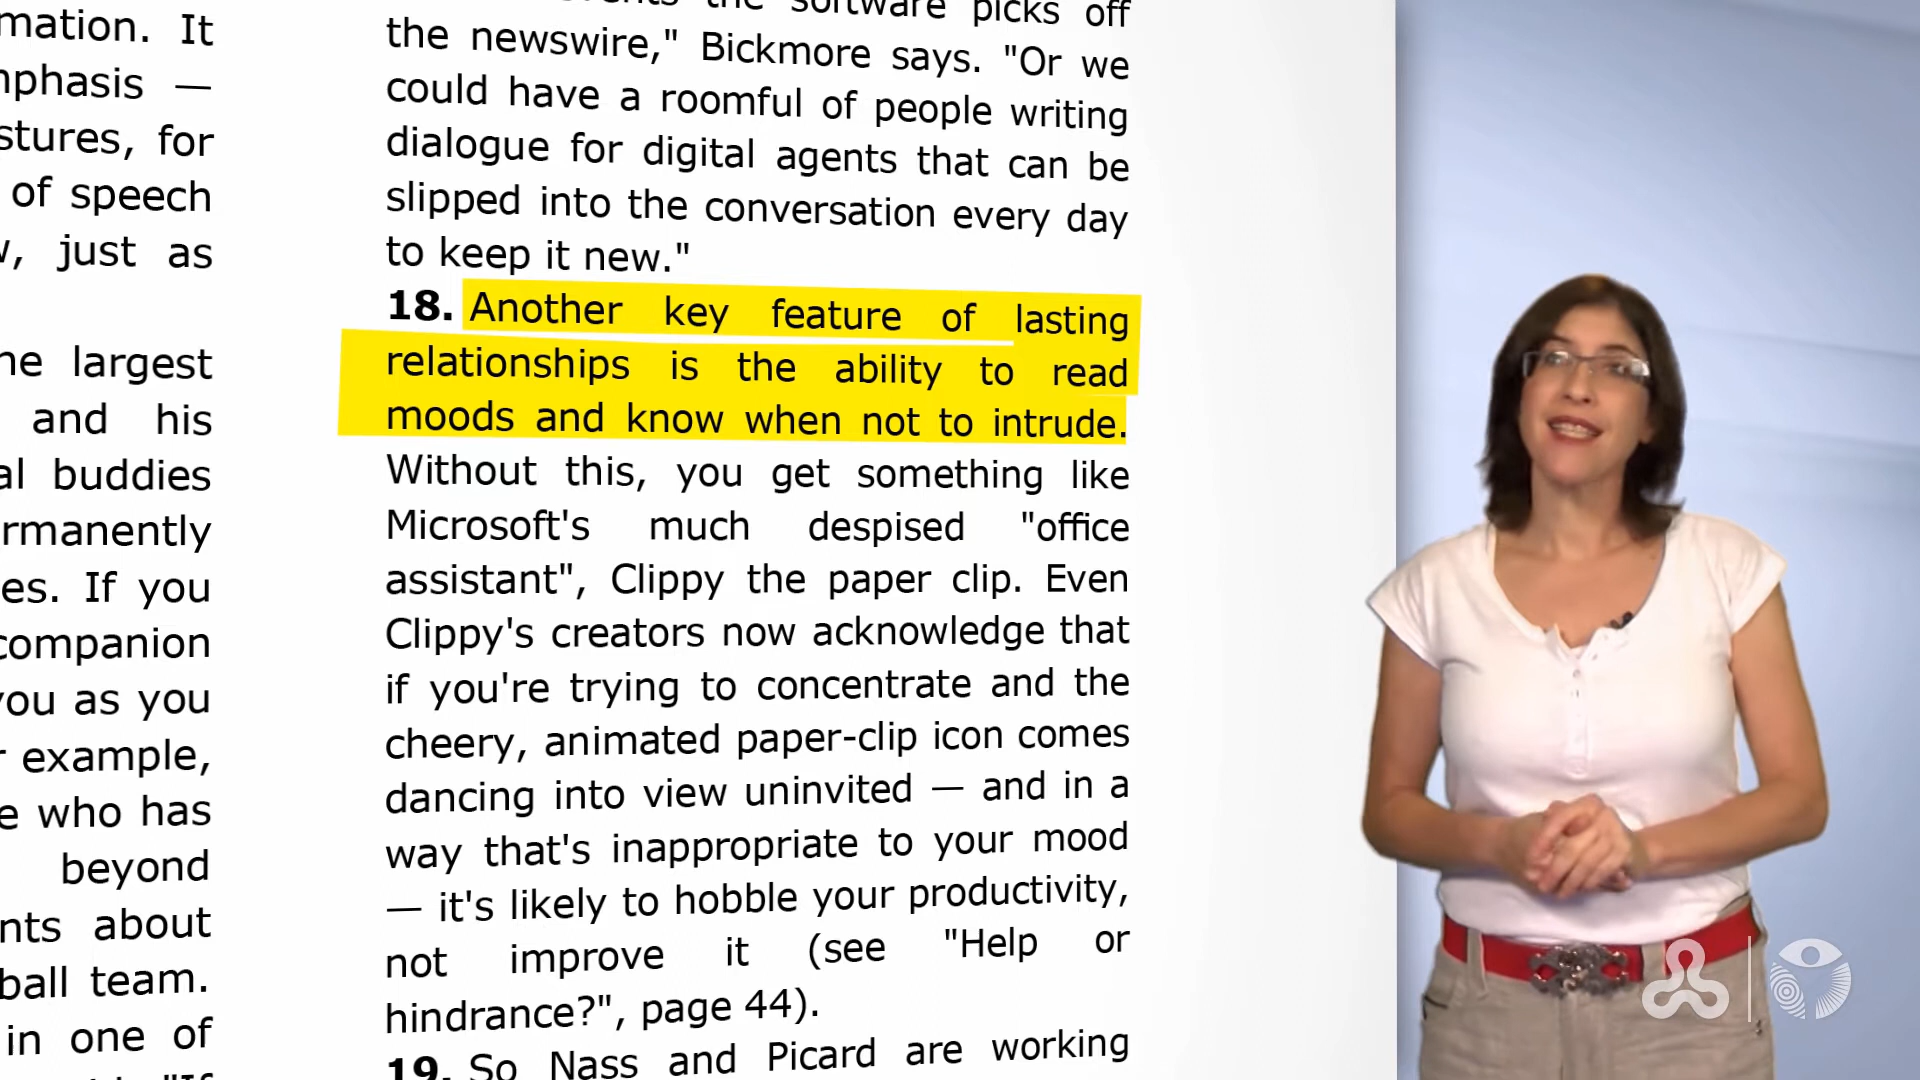 mation. It
mphasis —
stures, for
of speech
w, just as
he largest
and his
al buddies
rmanently
es. If you
companion
you as you
r example,
e who has
beyond
nts about
ball team.
in one of
the software picks off
the newswire," Bickmore says. "Or we
could have a roomful of people writing
dialogue for digital agents that can be
slipped into the conversation every day
to keep it new."
18. Another key feature of lasting
relationships is the ability to read
moods and know when not to intrude.
Without this, you get something like
Microsoft's much despised "office
assistant", Clippy the paper clip. Even
Clippy's creators now acknowledge that
if you're trying to concentrate and the
cheery, animated paper-clip icon comes
dancing into view uninvited — and in a
way that's inappropriate to your mood
— it's likely to hobble your productivity,
not improve it (see "Help or
hindrance?", page 44).
19. So Nass and Picard are working